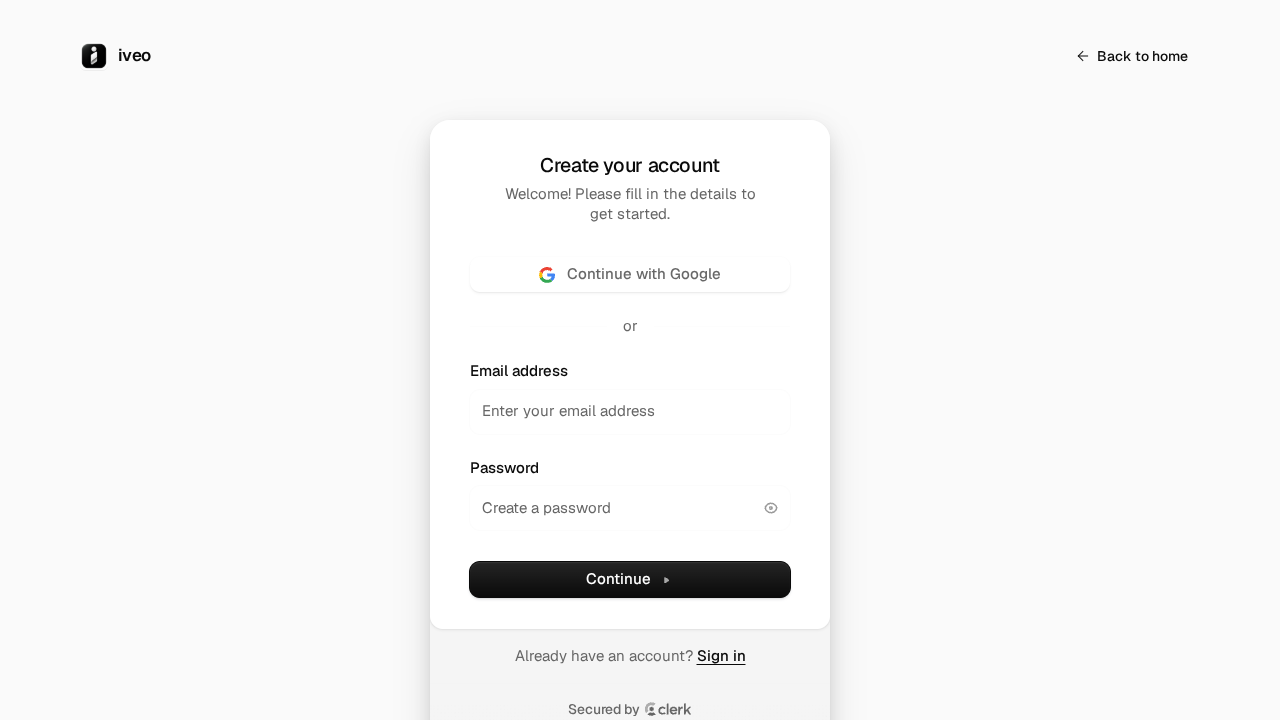 iveo
Back to home
Create your account
Welcome! Please fill in the details to
get started.
Continue with Google
or
Email address
Enter your email address
Password
Create a password
Continue
Already have an account? Sign in
Secured by clerk